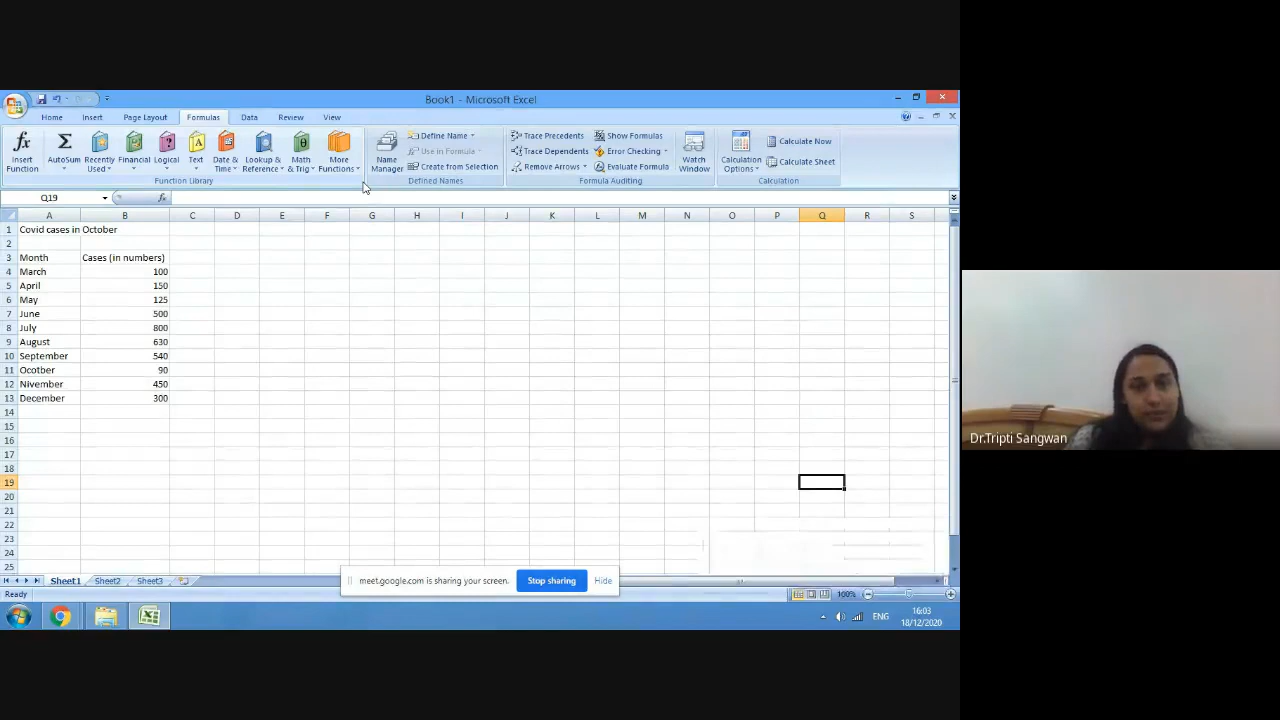 Book1 - Microsoft Excel
Home Insert Page Layout Formulas Data Review View
Insert Function
AutoSum
Recently Used
Financial
Logical
Text
Date & Time
Lookup & Reference
Math & Trig
More Functions
Function Library
Name Manager
Define Name
Use in Formula
Create from Selection
Defined Names
Trace Precedents
Trace Dependents
Remove Arrows
Show Formulas
Error Checking
Evaluate Formula
Formula Auditing
Watch Window
Calculation Options
Calculate Now
Calculate Sheet
Calculation
Q19
fx
A B C D E F G H I J K L M N O P Q R S
1 Covid cases in October
2
3 Month Cases (in numbers)
4 March 100
5 April 150
6 May 125
7 June 500
8 July 800
9 August 630
10 September 540
11 Ocotber 90
12 Nivember 450
13 December 300
14
15
16
17
18
19
20
21
22
23
24
25
Sheet1 Sheet2 Sheet3
meet.google.com is sharing your screen. Stop sharing Hide
Ready
100%
ENG
16:03
18/12/2020
Dr.Tripti Sangwan